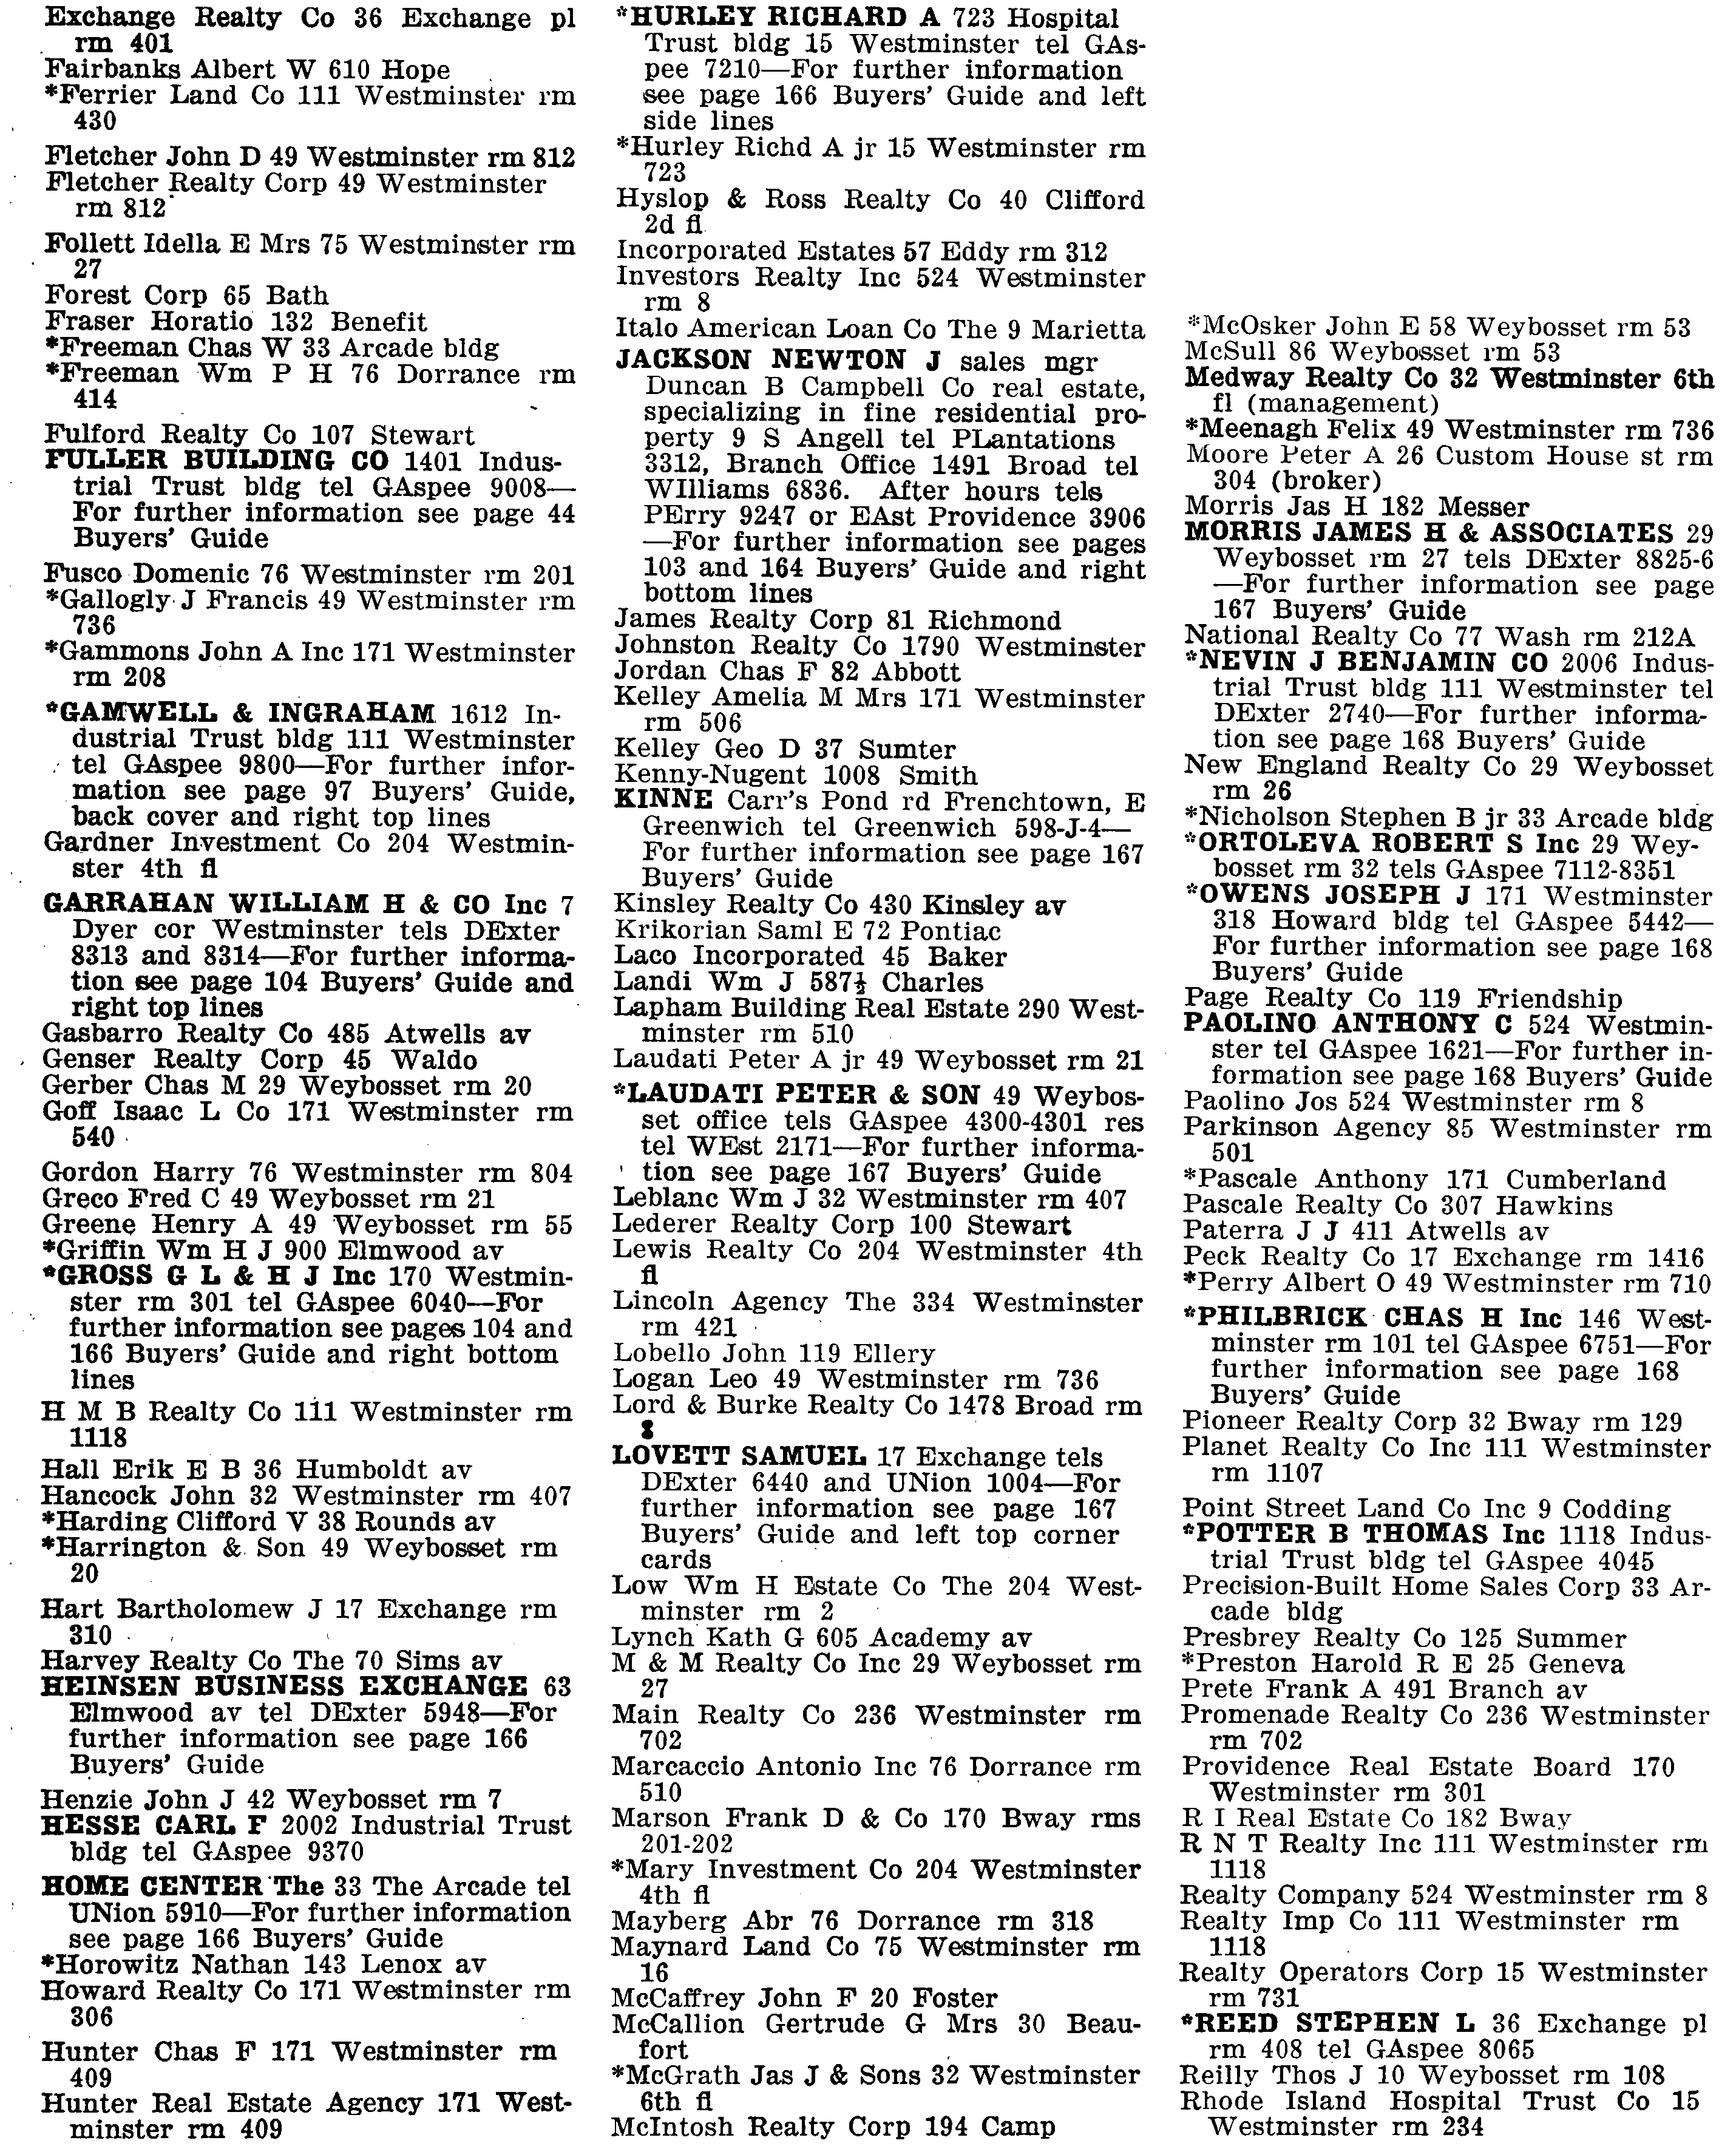 Exchange Realty Co 36 Exchange pl
rm 401
Fairbanks Albert W 610 Hope
*Ferrier Land Co 111 Westminster rm
430
Fletcher John D 49 Westminster rm 812
Fletcher Realty Corp 49 Westminster
rm 812
Follett Idella E Mrs 75 Westminster rm
27
Forest Corp 65 Bath
Fraser Horatio 132 Benefit
*Freeman Chas W 33 Arcade bldg
*Freeman Wm P H 76 Dorrance rm
414
Fulford Realty Co 107 Stewart
FULLER BUILDING CO 1401 Indus-
trial Trust bldg tel GAspee 9008—
For further information see page 44
Buyers' Guide
Fusco Domenic 76 Westminster rm 201
*Gallogly J Francis 49 Westminster rm
736
*Gammons John A Inc 171 Westminster
rm 208
*GAMWELL & INGRAHAM 1612 In-
dustrial Trust bldg 111 Westminster
tel GAspee 9800—For further infor-
mation see page 97 Buyers' Guide,
back cover and right top lines
Gardner Investment Co 204 Westmin-
ster 4th fl
GARRAHAN WILLIAM H & CO Inc 7
Dyer cor Westminster tels DExter
8313 and 8314—For further informa-
tion see page 104 Buyers' Guide and
right top lines
Gasbarro Realty Co 485 Atwells av
Genser Realty Corp 45 Waldo
Gerber Chas M 29 Weybosset rm 20
Goff Isaac L Co 171 Westminster rm
540
Gordon Harry 76 Westminster rm 804
Greco Fred C 49 Weybosset rm 21
Greene Henry A 49 Weybosset rm 55
*Griffin Wm H J 900 Elmwood av
*GROSS G L & H J Inc 170 Westmin-
ster rm 301 tel GAspee 6040—For
further information see pages 104 and
166 Buyers' Guide and right bottom
lines
H M B Realty Co 111 Westminster rm
1118
Hall Erik E B 36 Humboldt av
Hancock John 32 Westminster rm 407
*Harding Clifford V 38 Rounds av
*Harrington & Son 49 Weybosset rm
20
Hart Bartholomew J 17 Exchange rm
310
Harvey Realty Co The 70 Sims av
HEINSEN BUSINESS EXCHANGE 63
Elmwood av tel DExter 5948—For
further information see page 166
Buyers' Guide
Henzie John J 42 Weybosset rm 7
HESSE CARL F 2002 Industrial Trust
bldg tel GAspee 9370
HOME CENTER The 33 The Arcade tel
UNion 5910—For further information
see page 166 Buyers' Guide
*Horowitz Nathan 143 Lenox av
Howard Realty Co 171 Westminster rm
306
Hunter Chas F 171 Westminster rm
409
Hunter Real Estate Agency 171 West-
minster rm 409
*HURLEY RICHARD A 723 Hospital
Trust bldg 15 Westminster tel GAs-
pee 7210—For further information
see page 166 Buyers' Guide and left
side lines
*Hurley Richd A jr 15 Westminster rm
723
Hyslop & Ross Realty Co 40 Clifford
2d fl
Incorporated Estates 57 Eddy rm 312
Investors Realty Inc 524 Westminster
rm 8
Italo American Loan Co The 9 Marietta
JACKSON NEWTON J sales mgr
Duncan B Campbell Co real estate,
specializing in fine residential pro-
perty 9 S Angell tel PLantations
3312, Branch Office 1491 Broad tel
WIlliams 6836. After hours tels
PErry 9247 or EAst Providence 3906
—For further information see pages
103 and 164 Buyers' Guide and right
bottom lines
James Realty Corp 81 Richmond
Johnston Realty Co 1790 Westminster
Jordan Chas F 82 Abbott
Kelley Amelia M Mrs 171 Westminster
rm 506
Kelley Geo D 37 Sumter
Kenny-Nugent 1008 Smith
KINNE Carr's Pond rd Frenchtown, E
Greenwich tel Greenwich 598-J-4—
For further information see page 167
Buyers' Guide
Kinsley Realty Co 430 Kinsley av
Krikorian Saml E 72 Pontiac
Laco Incorporated 45 Baker
Landi Wm J 587½ Charles
Lapham Building Real Estate 290 West-
minster rm 510
Laudati Peter A jr 49 Weybosset rm 21
*LAUDATI PETER & SON 49 Weybos-
set office tels GAspee 4300-4301 res
tel WEst 2171—For further informa-
tion see page 167 Buyers' Guide
Leblanc Wm J 32 Westminster rm 407
Lederer Realty Corp 100 Stewart
Lewis Realty Co 204 Westminster 4th
fl
Lincoln Agency The 334 Westminster
rm 421
Lobello John 119 Ellery
Logan Leo 49 Westminster rm 736
Lord & Burke Realty Co 1478 Broad rm
8
LOVETT SAMUEL 17 Exchange tels
DExter 6440 and UNion 1004—For
further information see page 167
Buyers' Guide and left top corner
cards
Low Wm H Estate Co The 204 West-
minster rm 2
Lynch Kath G 605 Academy av
M & M Realty Co Inc 29 Weybosset rm
27
Main Realty Co 236 Westminster rm
702
Marcaccio Antonio Inc 76 Dorrance rm
510
Marson Frank D & Co 170 Bway rms
201-202
*Mary Investment Co 204 Westminster
4th fl
Mayberg Abr 76 Dorrance rm 318
Maynard Land Co 75 Westminster rm
16
McCaffrey John F 20 Foster
McCallion Gertrude G Mrs 30 Beau-
fort
*McGrath Jas J & Sons 32 Westminster
6th fl
McIntosh Realty Corp 194 Camp
*McOsker John E 58 Weybosset rm 53
McSull 86 Weybosset rm 53
Medway Realty Co 32 Westminster 6th
fl (management)
*Meenagh Felix 49 Westminster rm 736
Moore Peter A 26 Custom House st rm
304 (broker)
Morris Jas H 182 Messer
MORRIS JAMES H & ASSOCIATES 29
Weybosset rm 27 tels DExter 8825-6
—For further information see page
167 Buyers' Guide
National Realty Co 77 Wash rm 212A
*NEVIN J BENJAMIN CO 2006 Indus-
trial Trust bldg 111 Westminster tel
DExter 2740—For further informa-
tion see page 168 Buyers' Guide
New England Realty Co 29 Weybosset
rm 26
*Nicholson Stephen B jr 33 Arcade bldg
*ORTOLEVA ROBERT S Inc 29 Wey-
bosset rm 32 tels GAspee 7112-8351
*OWENS JOSEPH J 171 Westminster
318 Howard bldg tel GAspee 5442—
For further information see page 168
Buyers' Guide
Page Realty Co 119 Friendship
PAOLINO ANTHONY C 524 Westmin-
ster tel GAspee 1621—For further in-
formation see page 168 Buyers' Guide
Paolino Jos 524 Westminster rm 8
Parkinson Agency 85 Westminster rm
501
*Pascale Anthony 171 Cumberland
Pascale Realty Co 307 Hawkins
Paterra J J 411 Atwells av
Peck Realty Co 17 Exchange rm 1416
*Perry Albert O 49 Westminster rm 710
*PHILBRICK CHAS H Inc 146 West-
minster rm 101 tel GAspee 6751—For
further information see page 168
Buyers' Guide
Pioneer Realty Corp 32 Bway rm 129
Planet Realty Co Inc 111 Westminster
rm 1107
Point Street Land Co Inc 9 Codding
*POTTER B THOMAS Inc 1118 Indus-
trial Trust bldg tel GAspee 4045
Precision-Built Home Sales Corp 33 Ar-
cade bldg
Presbrey Realty Co 125 Summer
*Preston Harold R E 25 Geneva
Prete Frank A 491 Branch av
Promenade Realty Co 236 Westminster
rm 702
Providence Real Estate Board 170
Westminster rm 301
R I Real Estate Co 182 Bway
R N T Realty Inc 111 Westminster rm
1118
Realty Company 524 Westminster rm 8
Realty Imp Co 111 Westminster rm
1118
Realty Operators Corp 15 Westminster
rm 731
*REED STEPHEN L 36 Exchange pl
rm 408 tel GAspee 8065
Reilly Thos J 10 Weybosset rm 108
Rhode Island Hospital Trust Co 15
Westminster rm 234